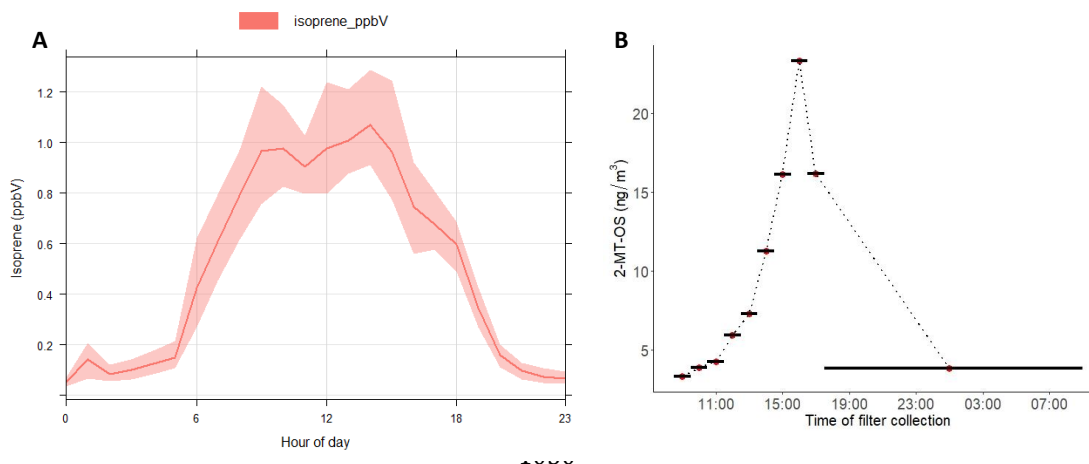 isoprene_ppbV
A
Isoprene (ppbV)
1.2
1.0
0.8
0.6
0.4
0.2
0 6 12 18 23
Hour of day
B
2-MT-OS (ng/m³)
20
15
10
5
11:00 15:00 19:00 23:00 03:00 07:00
Time of filter collection